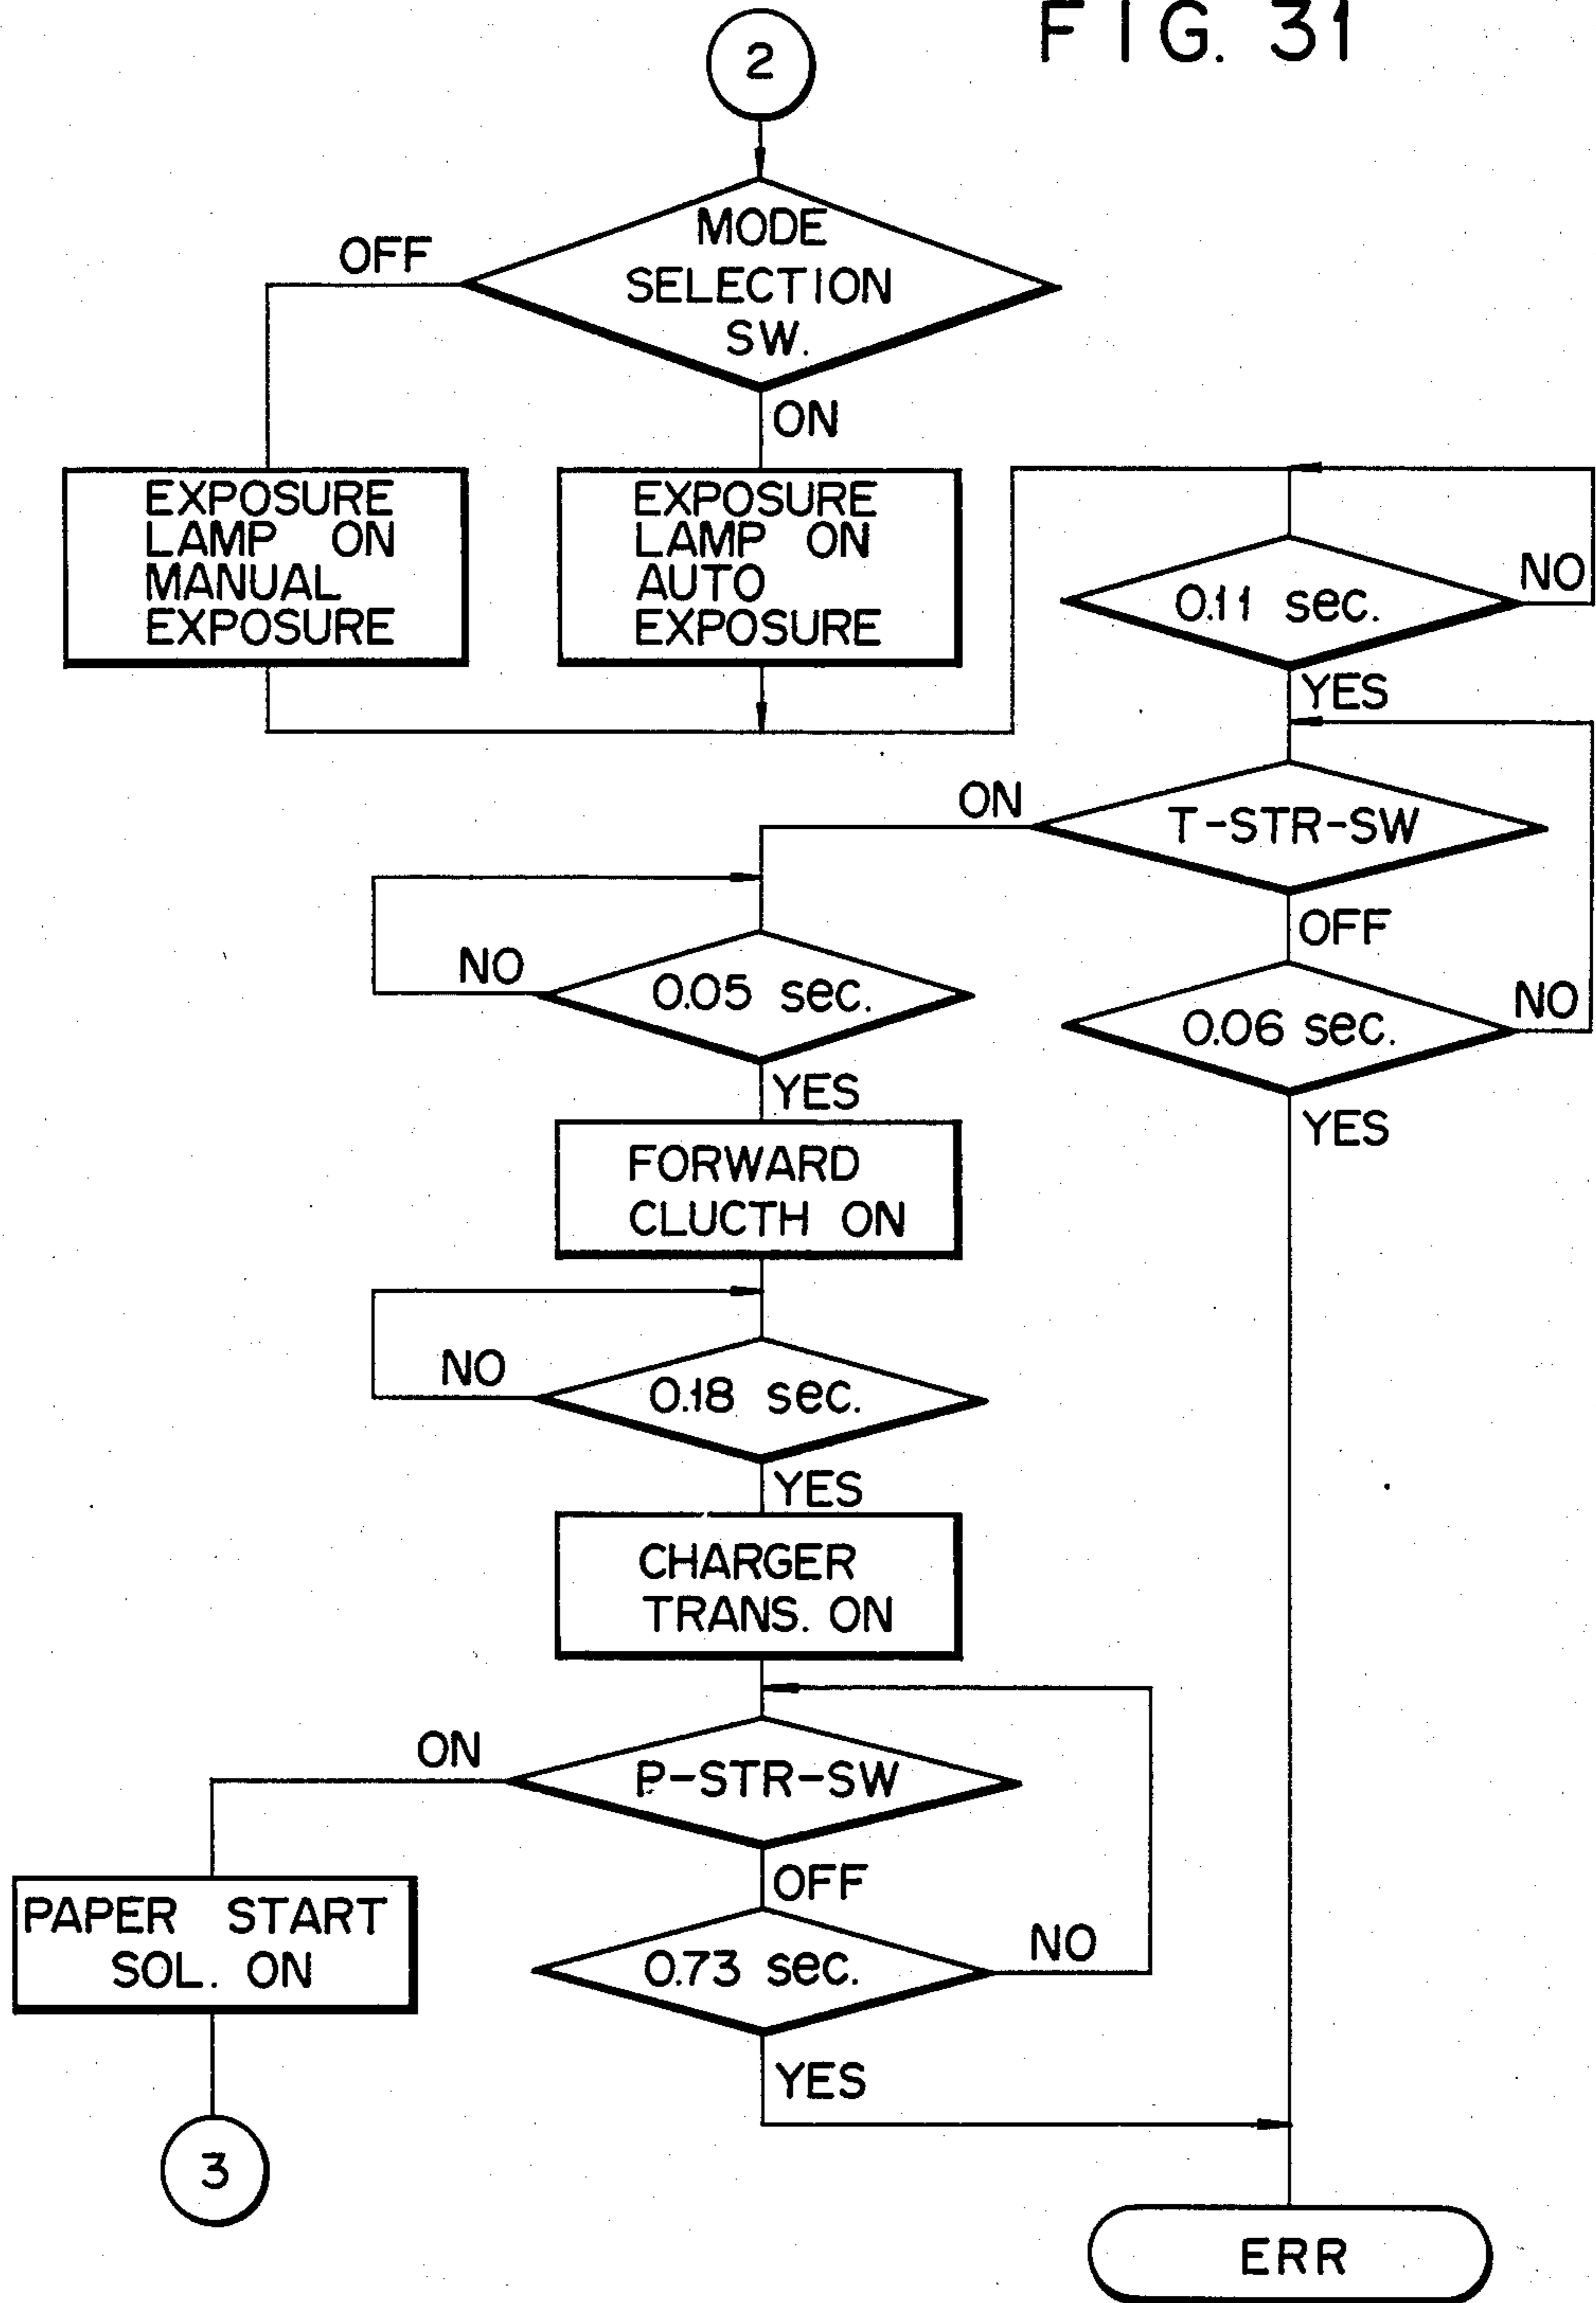 FIG. 31
2
MODE
SELECTION
SW.
OFF
ON
EXPOSURE
LAMP ON
MANUAL
EXPOSURE
EXPOSURE
LAMP ON
AUTO
EXPOSURE
0.11 sec.
NO
YES
T-STR-SW
ON
OFF
0.06 sec.
NO
YES
0.05 sec.
NO
YES
FORWARD
CLUCTH ON
0.18 sec.
NO
YES
CHARGER
TRANS. ON
P-STR-SW
ON
OFF
PAPER START
SOL. ON
0.73 sec.
NO
YES
3
ERR